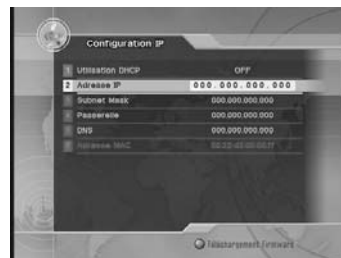 Configuration IP
1 Utilisation DHCP OFF
2 Adresse IP 000.000.000.000
3 Subnet Mask 000.000.000.000
4 Passerelle 000.000.000.000
5 DNS 000.000.000.000
Adresse MAC
Téléchargement Firmware